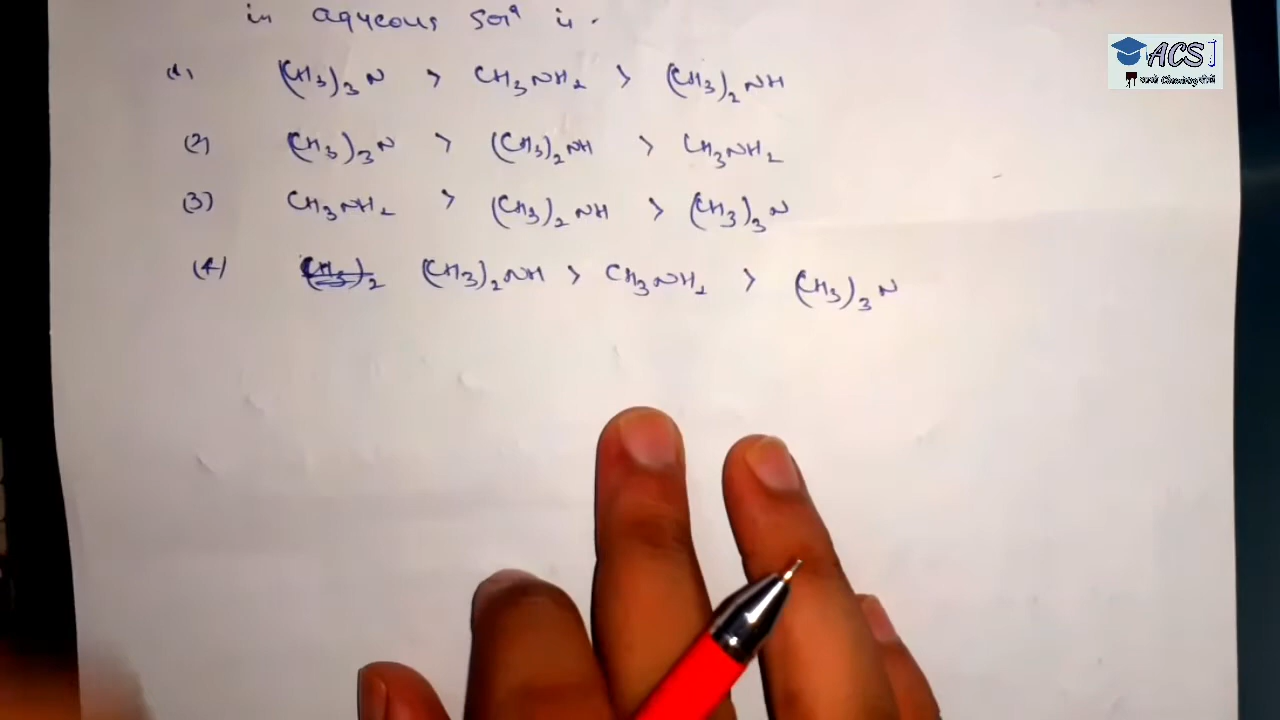 in aqueous solⁿ is.
(1) (CH3)3N > CH3NH2 > (CH3)2NH
(2) (CH3)3N > (CH3)2NH > CH3NH2
(3) CH3NH2 > (CH3)2NH > (CH3)3N
(4) (CH3)2NH > CH3NH2 > (CH3)3N
ACS